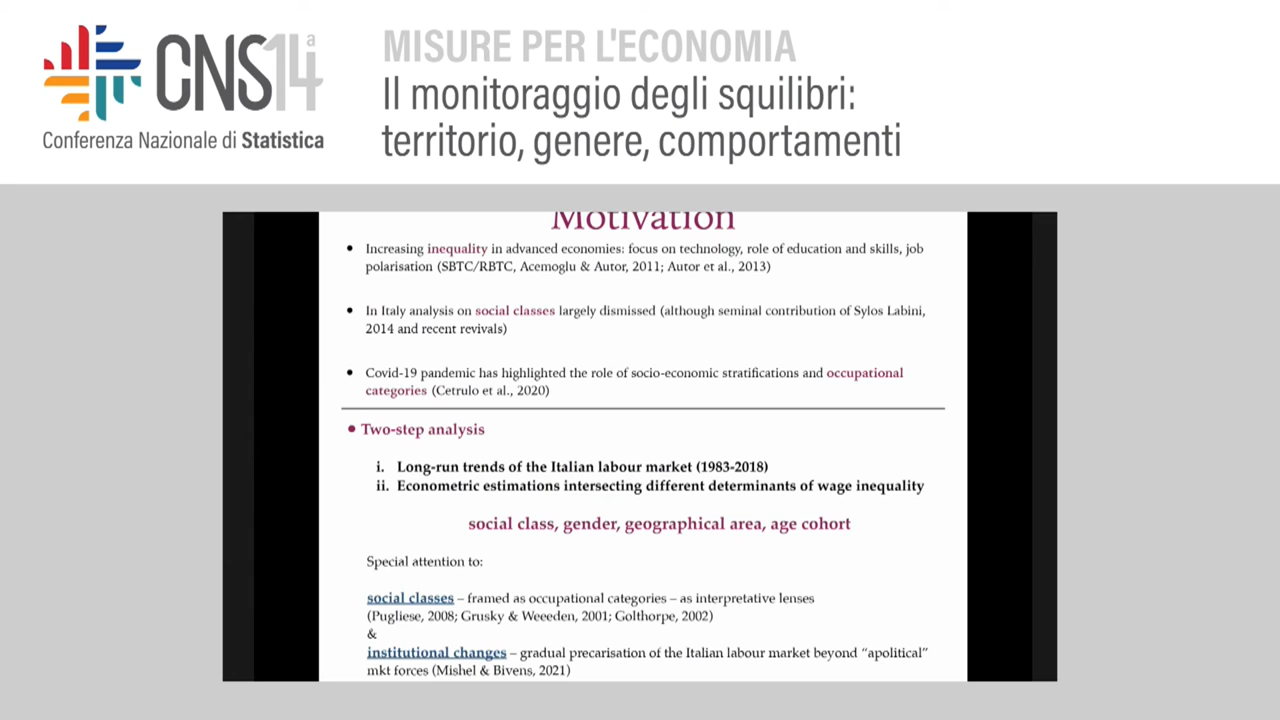 CNS14ª
Conferenza Nazionale di Statistica
MISURE PER L'ECONOMIA
Il monitoraggio degli squilibri:
territorio, genere, comportamenti
Motivation
• Increasing inequality in advanced economies: focus on technology, role of education and skills, job
polarisation (SBTC/RBTC, Acemoglu & Autor, 2011; Autor et al., 2013)
• In Italy analysis on social classes largely dismissed (although seminal contribution of Sylos Labini,
2014 and recent revivals)
• Covid-19 pandemic has highlighted the role of socio-economic stratifications and occupational
categories (Cetrulo et al., 2020)
• Two-step analysis
i. Long-run trends of the Italian labour market (1983-2018)
ii. Econometric estimations intersecting different determinants of wage inequality
social class, gender, geographical area, age cohort
Special attention to:
social classes – framed as occupational categories – as interpretative lenses
(Pugliese, 2008; Grusky & Weeeden, 2001; Golthorpe, 2002)
&
institutional changes – gradual precarisation of the Italian labour market beyond "apolitical"
mkt forces (Mishel & Bivens, 2021)